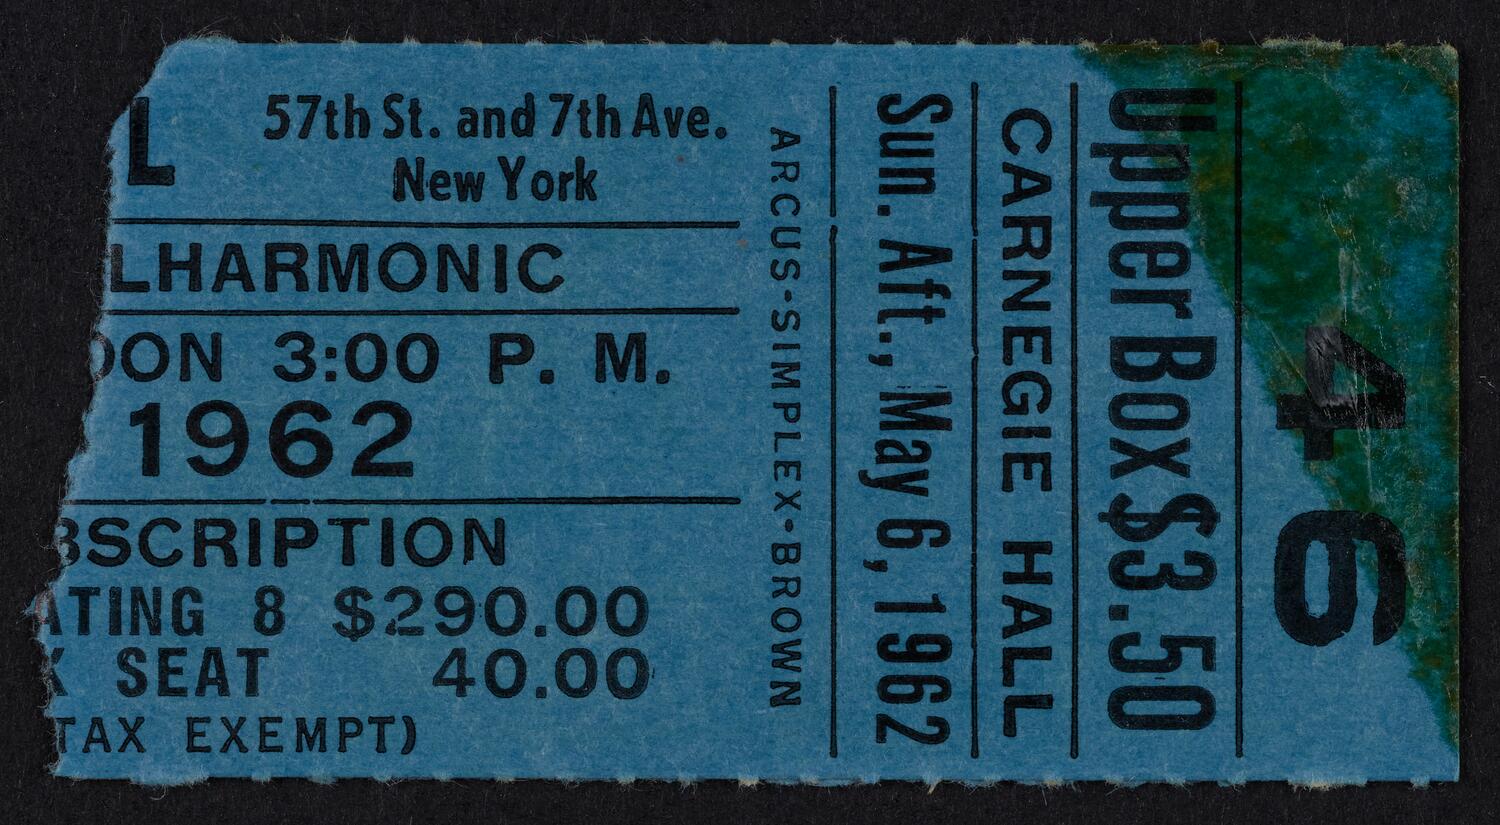 L
57th St. and 7th Ave.
New York
LHARMONIC
OON 3:00 P. M.
1962
BSCRIPTION
ATING 8 $290.00
X SEAT 40.00
TAX EXEMPT)
ARCUS-SIMPLEX-BROWN
Sun. Aft., May 6, 1962
CARNEGIE HALL
Upper Box $3.50
46